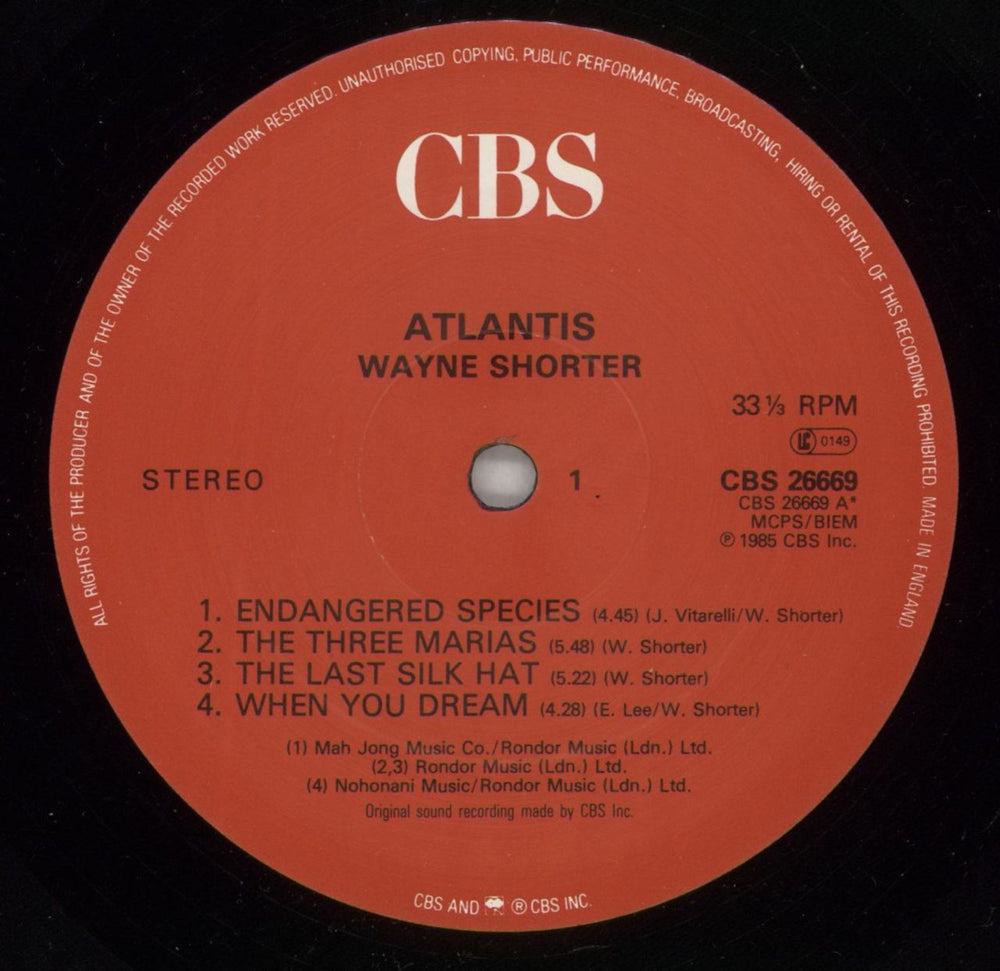 ALL RIGHTS OF THE PRODUCER AND OF THE OWNER OF THE RECORDED WORK RESERVED. UNAUTHORISED COPYING, PUBLIC PERFORMANCE, BROADCASTING, HIRING OR RENTAL OF THIS RECORDING PROHIBITED. MADE IN ENGLAND.
CBS
ATLANTIS
WAYNE SHORTER
33 ⅓ RPM
LC 0149
STEREO
1
CBS 26669
CBS 26669 A*
MCPS/BIEM
℗ 1985 CBS Inc.
1. ENDANGERED SPECIES (4.45) (J. Vitarelli/W. Shorter)
2. THE THREE MARIAS (5.48) (W. Shorter)
3. THE LAST SILK HAT (5.22) (W. Shorter)
4. WHEN YOU DREAM (4.28) (E. Lee/W. Shorter)
(1) Mah Jong Music Co./Rondor Music (Ldn.) Ltd.
(2,3) Rondor Music (Ldn.) Ltd.
(4) Nohonani Music/Rondor Music (Ldn.) Ltd.
Original sound recording made by CBS Inc.
CBS AND ® CBS INC.